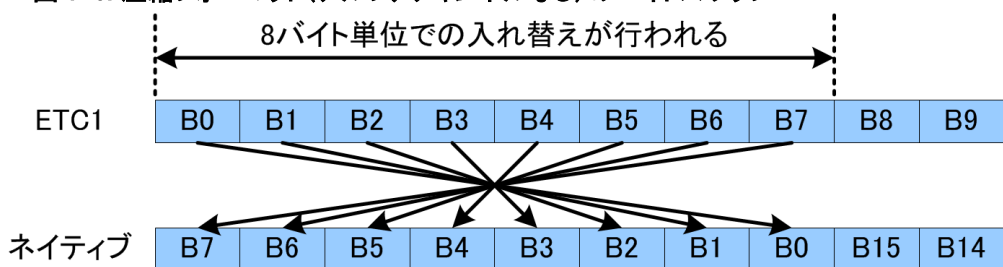 8バイト単位での入れ替えが行われる
ETC1 B0 B1 B2 B3 B4 B5 B6 B7 B8 B9
ネイティブ B7 B6 B5 B4 B3 B2 B1 B0 B15 B14